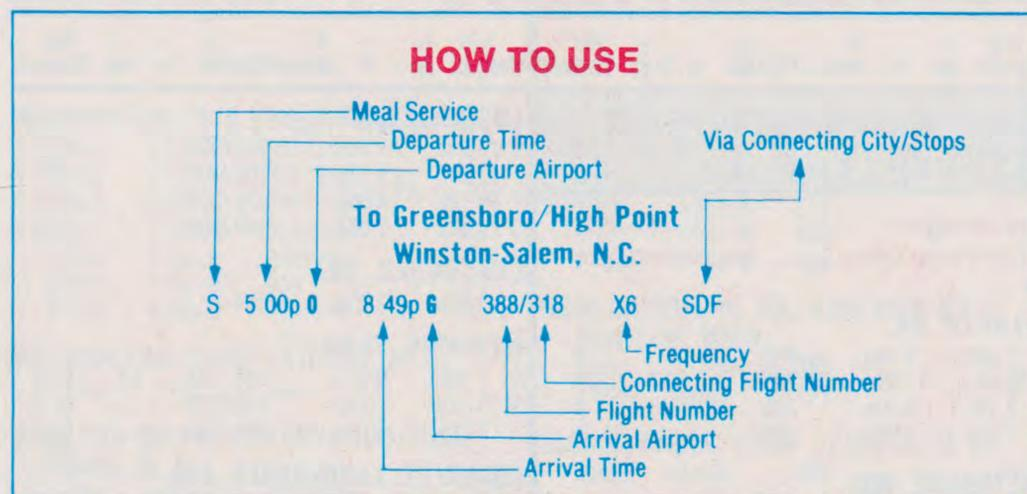 HOW TO USE
Meal Service
Departure Time
Via Connecting City/Stops
Departure Airport
To Greensboro/High Point
Winston-Salem, N.C.
S 5 00p O 8 49p G 388/318 X6 SDF
Frequency
Connecting Flight Number
Flight Number
Arrival Airport
Arrival Time